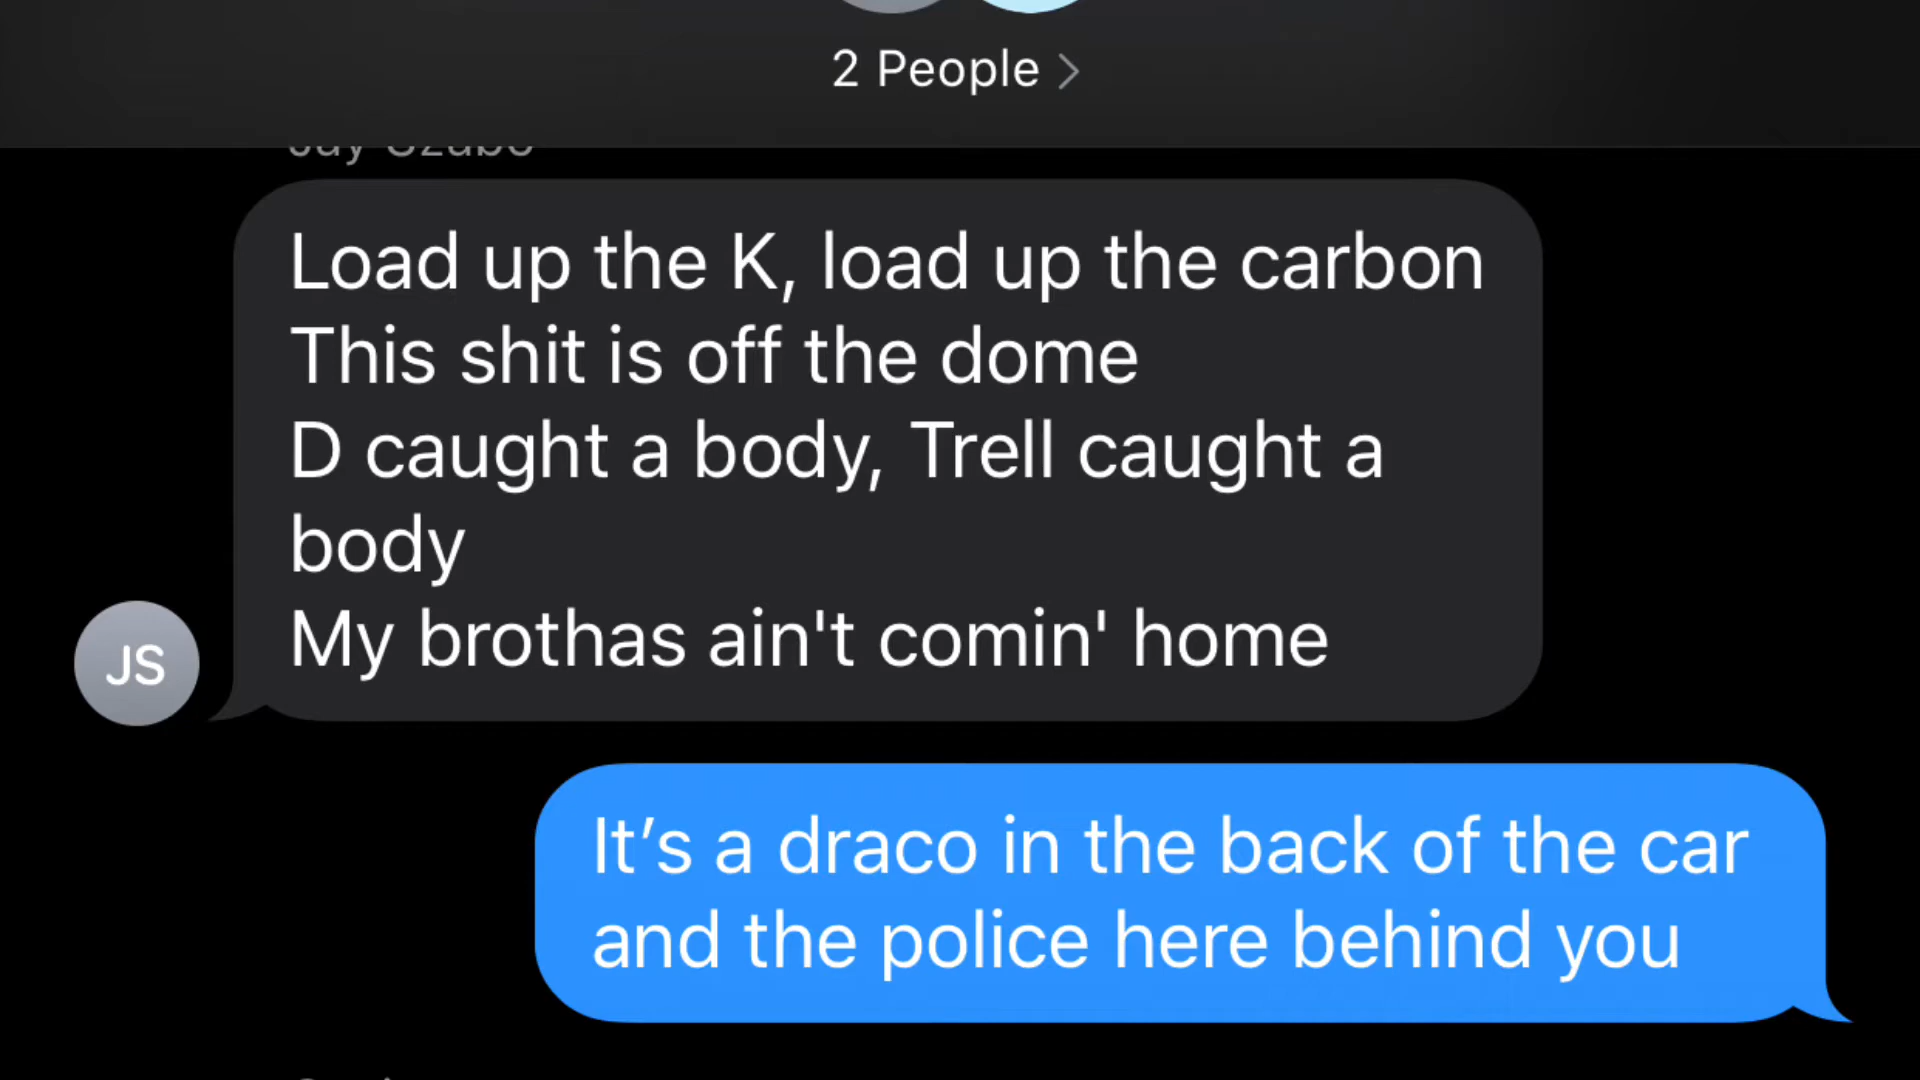 2 People
Jay Szabo
Load up the K, load up the carbon
This shit is off the dome
D caught a body, Trell caught a
body
My brothas ain't comin' home
JS
It’s a draco in the back of the car
and the police here behind you